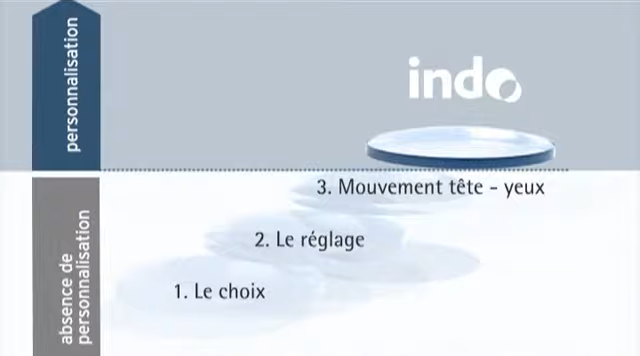 personnalisation
indo
3. Mouvement tête - yeux
2. Le réglage
1. Le choix
absence de
personnalisation